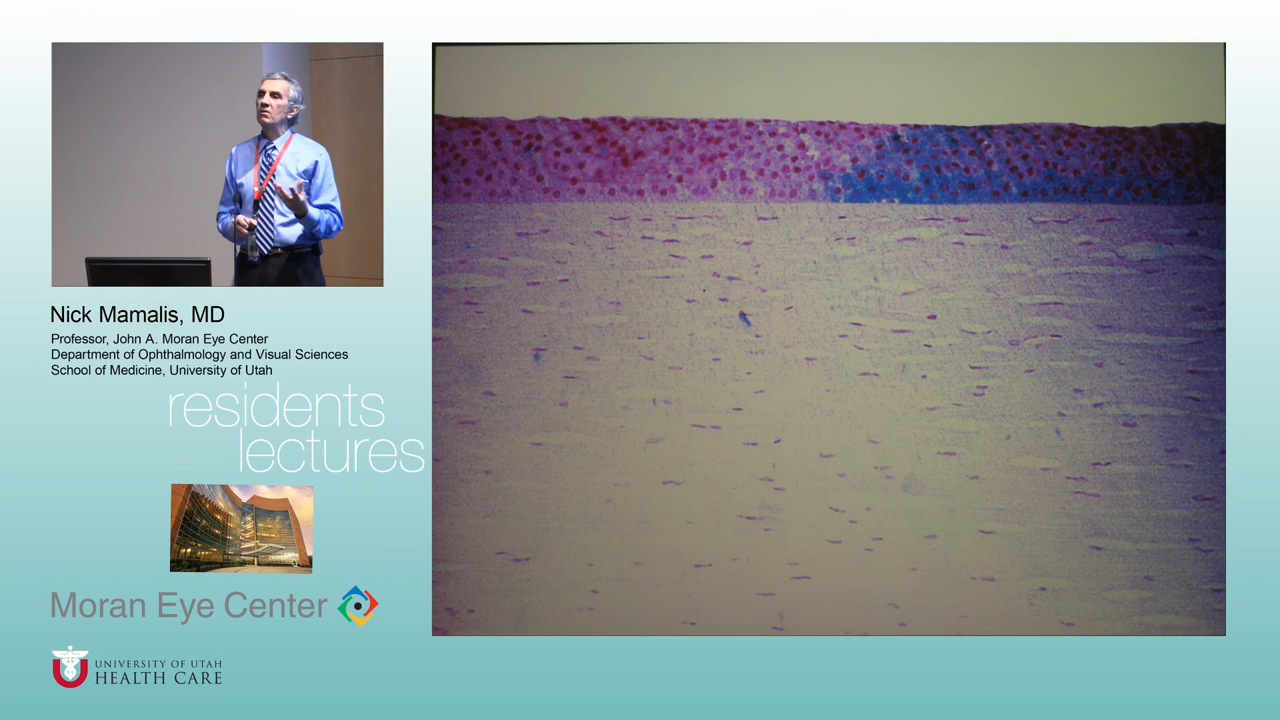 Nick Mamalis, MD
Professor, John A. Moran Eye Center
Department of Ophthalmology and Visual Sciences
School of Medicine, University of Utah
residents
lectures
Moran Eye Center
UNIVERSITY OF UTAH
HEALTH CARE